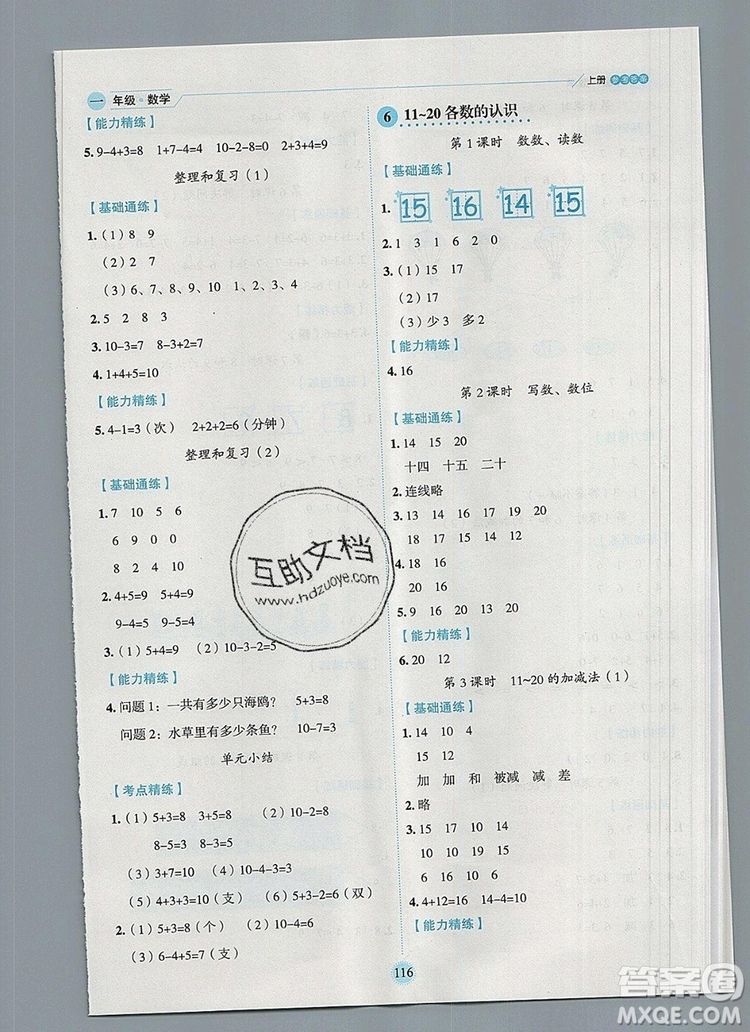 一 年级·数学
【能力精练】
5. 9-4+3=8 1+7-4=4 10-2=8 2+3+4=9
整理和复习（1）
【基础通练】
1.（1）8 9
（2）2 7
（3）6、7、8、9、10 1、2、3、4
2. 5 2 8 3 7
3. 10-3=7 8-3+2=7
4. 1+4+5=10
【能力精练】
5. 4-1=3（次） 2+2+2=6（分钟）
整理和复习（2）
【基础通练】
1. 7 10 5 9
6 9 0 0
8 2 4 4
2. 4+5=9 5+4=9
9-4=5 9-5=4
3.（1）5+4=9 （2）10-3-2=5
【能力精练】
4. 问题1：一共有多少只海鸥？ 5+3=8
问题2：水草里有多少条鱼？ 10-7=3
单元小结
【考点精练】
1.（1）5+3=8 3+5=8 （2）10-2=8
8-5=3 8-3=5
（3）3+7=10 （4）10-4-3=3
（5）4+3+3=10（支） （6）5+3-2=6（双）
2.（1）5+3=8（个） （2）10-4=6
（3）6-4+5=7（支）
上册 参考答案
6 11~20各数的认识
第1课时 数数、读数
【基础通练】
1. 15 16 14 15
2. 1 3 1 6 2 0
3.（1）15 17
（2）17
（3）少3 多2
【能力精练】
4. 16
第2课时 写数、数位
【基础通练】
1. 14 15 20
十四 十五 二十
2. 连线略
3. 13 14 16 17 19 20
18 17 15 14 12 11
4. 18 16
20 16
5. 9 19 16 20
【能力精练】
6. 20 12
第3课时 11~20的加减法（1）
【基础通练】
1. 14 10 4
15 12
加 加 和 被减 减 差
2. 略
3. 15 17 10 14
16 10 19 10
10 13 10 18
4. 4+12=16 14-4=10
【能力精练】
116
互助文档
www.hdzuoye.com
答案圈
MXQE.COM